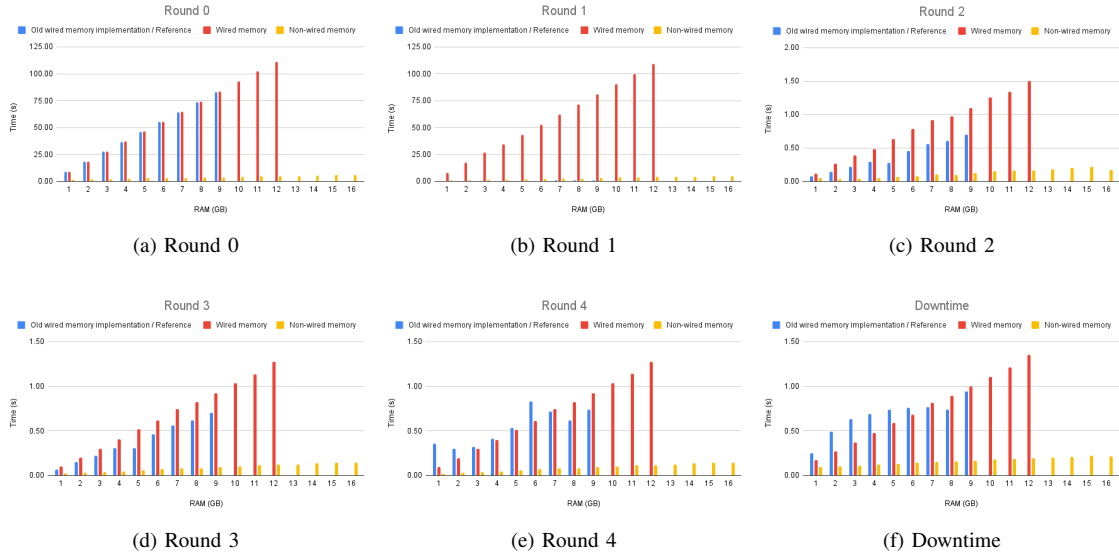 Round 0
Old wired memory implementation / Reference Wired memory Non-wired memory
125.00
100.00
75.00
50.00
25.00
0.00
Time (s)
1 2 3 4 5 6 7 8 9 10 11 12 13 14 15 16
RAM (GB)
(a) Round 0
Round 1
Old wired memory implementation / Reference Wired memory Non-wired memory
125.00
100.00
75.00
50.00
25.00
0.00
Time (s)
1 2 3 4 5 6 7 8 9 10 11 12 13 14 15 16
RAM (GB)
(b) Round 1
Round 2
Old wired memory implementation / Reference Wired memory Non-wired memory
2.00
1.50
1.00
0.50
0.00
Time (s)
1 2 3 4 5 6 7 8 9 10 11 12 13 14 15 16
RAM (GB)
(c) Round 2
Round 3
Old wired memory implementation / Reference Wired memory Non-wired memory
1.50
1.00
0.50
0.00
Time (s)
1 2 3 4 5 6 7 8 9 10 11 12 13 14 15 16
RAM (GB)
(d) Round 3
Round 4
Old wired memory implementation / Reference Wired memory Non-wired memory
1.50
1.00
0.50
0.00
Time (s)
1 2 3 4 5 6 7 8 9 10 11 12 13 14 15 16
RAM (GB)
(e) Round 4
Downtime
Old wired memory implementation / Reference Wired memory Non-wired memory
1.50
1.00
0.50
0.00
Time (s)
1 2 3 4 5 6 7 8 9 10 11 12 13 14 15 16
RAM (GB)
(f) Downtime